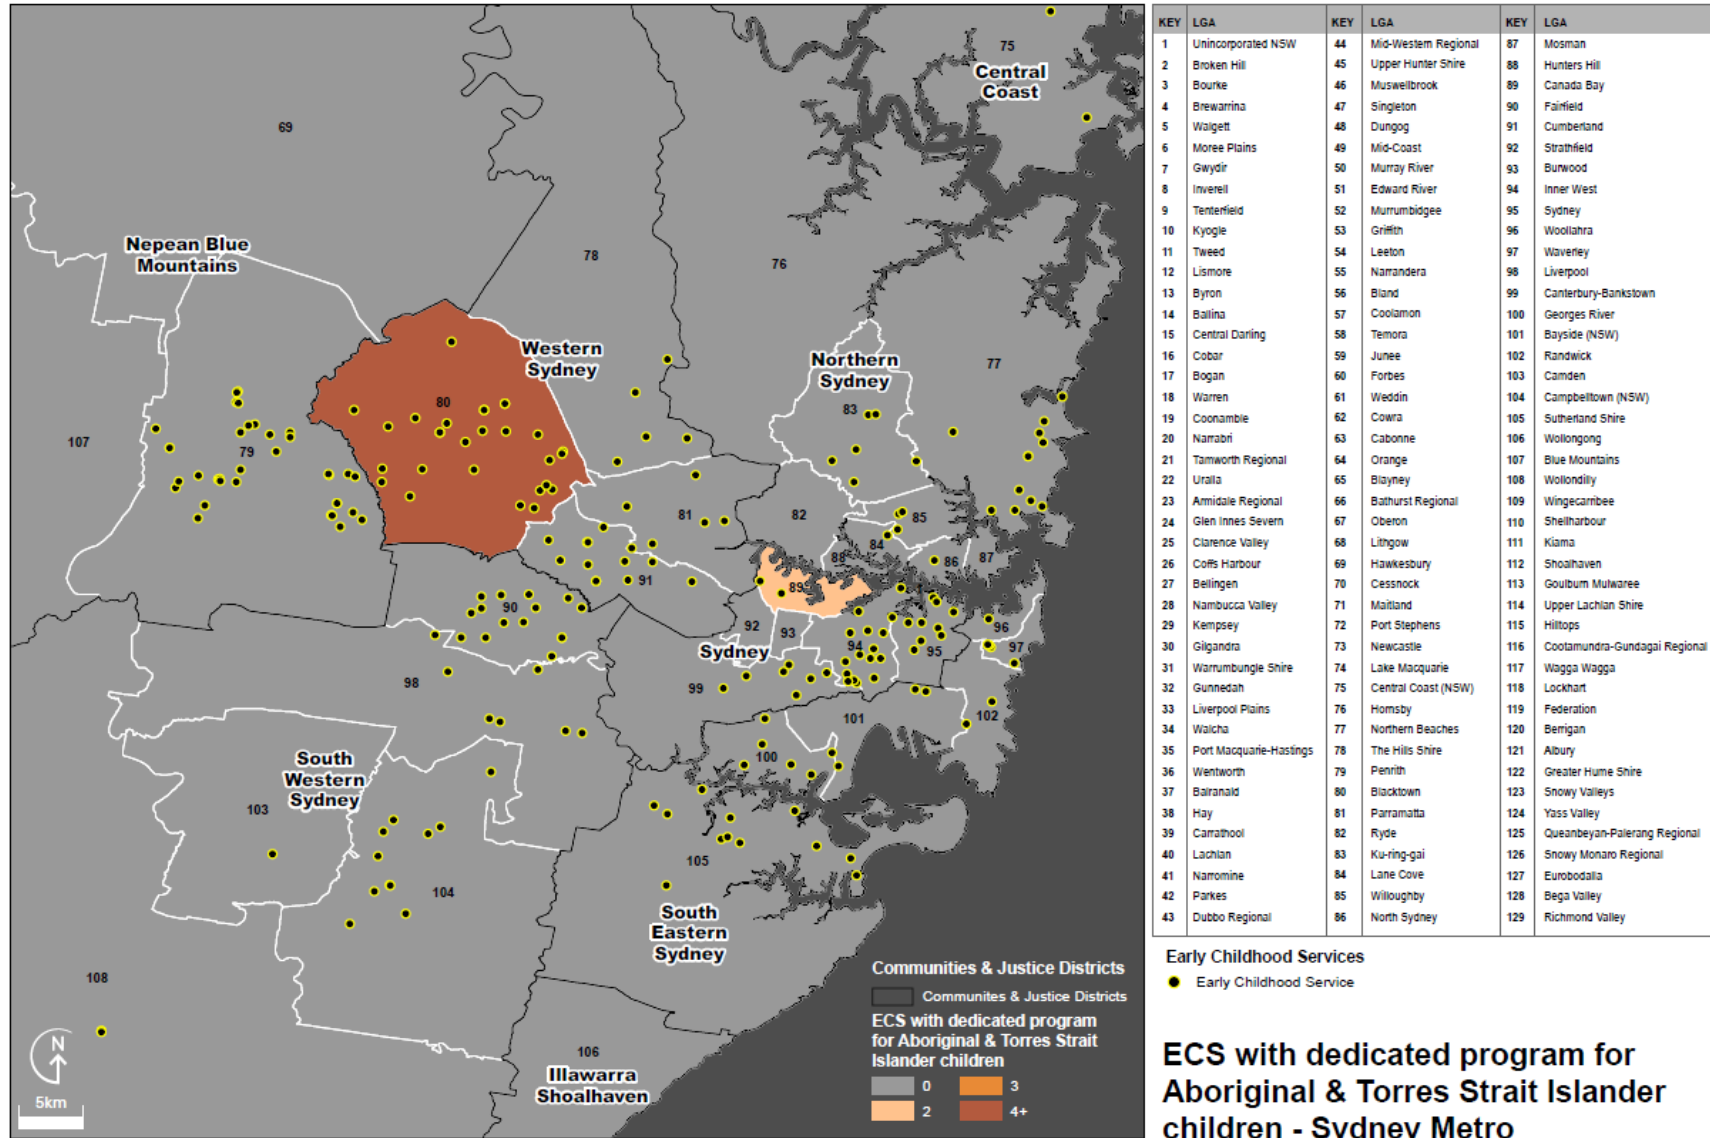 69
75
Central
Coast
Nepean Blue
Mountains
78
76
Western
Sydney
Northern
Sydney
77
80
83
107
79
81
82
85
84
88
86
87
91
89
90
92
93
94
95
96
97
Sydney
98
99
101
102
100
South
Western
Sydney
103
105
104
South
Eastern
Sydney
108
106
Illawarra
Shoalhaven
N
5km
Communities & Justice Districts
Communites & Justice Districts
ECS with dedicated program
for Aboriginal & Torres Strait
Islander children
0 3
2 4+
KEY LGA KEY LGA KEY LGA
1 Unincorporated NSW 44 Mid-Western Regional 87 Mosman
2 Broken Hill 45 Upper Hunter Shire 88 Hunters Hill
3 Bourke 46 Muswellbrook 89 Canada Bay
4 Brewarrina 47 Singleton 90 Fairfield
5 Walgett 48 Dungog 91 Cumberland
6 Moree Plains 49 Mid-Coast 92 Strathfield
7 Gwydir 50 Murray River 93 Burwood
8 Inverell 51 Edward River 94 Inner West
9 Tenterfield 52 Murrumbidgee 95 Sydney
10 Kyogle 53 Griffith 96 Woollahra
11 Tweed 54 Leeton 97 Waverley
12 Lismore 55 Narrandera 98 Liverpool
13 Byron 56 Bland 99 Canterbury-Bankstown
14 Ballina 57 Coolamon 100 Georges River
15 Central Darling 58 Temora 101 Bayside (NSW)
16 Cobar 59 Junee 102 Randwick
17 Bogan 60 Forbes 103 Camden
18 Warren 61 Weddin 104 Campbelltown (NSW)
19 Coonamble 62 Cowra 105 Sutherland Shire
20 Narrabri 63 Cabonne 106 Wollongong
21 Tamworth Regional 64 Orange 107 Blue Mountains
22 Uralla 65 Blayney 108 Wollondilly
23 Armidale Regional 66 Bathurst Regional 109 Wingecarribee
24 Glen Innes Severn 67 Oberon 110 Shellharbour
25 Clarence Valley 68 Lithgow 111 Kiama
26 Coffs Harbour 69 Hawkesbury 112 Shoalhaven
27 Bellingen 70 Cessnock 113 Goulburn Mulwaree
28 Nambucca Valley 71 Maitland 114 Upper Lachlan Shire
29 Kempsey 72 Port Stephens 115 Hilltops
30 Gilgandra 73 Newcastle 116 Cootamundra-Gundagai Regional
31 Warrumbungle Shire 74 Lake Macquarie 117 Wagga Wagga
32 Gunnedah 75 Central Coast (NSW) 118 Lockhart
33 Liverpool Plains 76 Hornsby 119 Federation
34 Walcha 77 Northern Beaches 120 Berrigan
35 Port Macquarie-Hastings 78 The Hills Shire 121 Albury
36 Wentworth 79 Penrith 122 Greater Hume Shire
37 Balranald 80 Blacktown 123 Snowy Valleys
38 Hay 81 Parramatta 124 Yass Valley
39 Carrathool 82 Ryde 125 Queanbeyan-Palerang Regional
40 Lachlan 83 Ku-ring-gai 126 Snowy Monaro Regional
41 Narromine 84 Lane Cove 127 Eurobodalla
42 Parkes 85 Willoughby 128 Bega Valley
43 Dubbo Regional 86 North Sydney 129 Richmond Valley
Early Childhood Services
Early Childhood Service
ECS with dedicated program for
Aboriginal & Torres Strait Islander
children - Sydney Metro